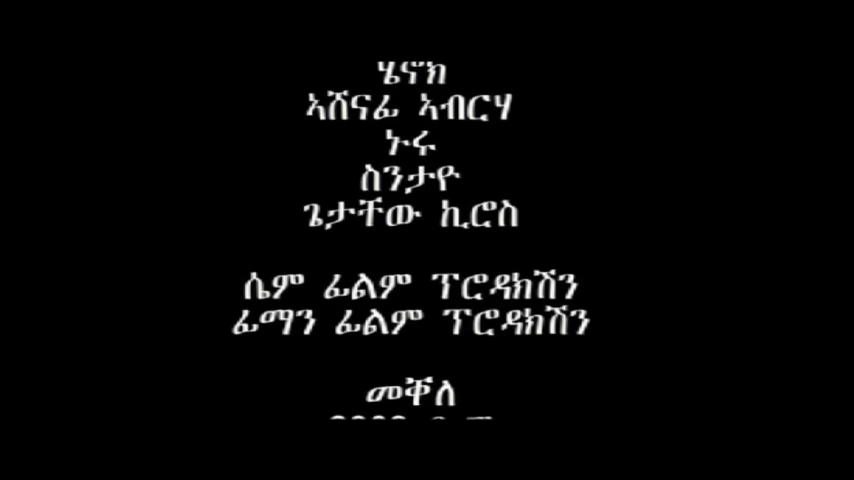 ሄኖክ
ኣሸናፊ ኣብርሃ
ኑሩ
ስንታዮ
ጌታቸው ኪሮስ
ሴም ፊልም ፕሮዳክሽን
ፊማን ፊልም ፕሮዳክሽን
መቐለ